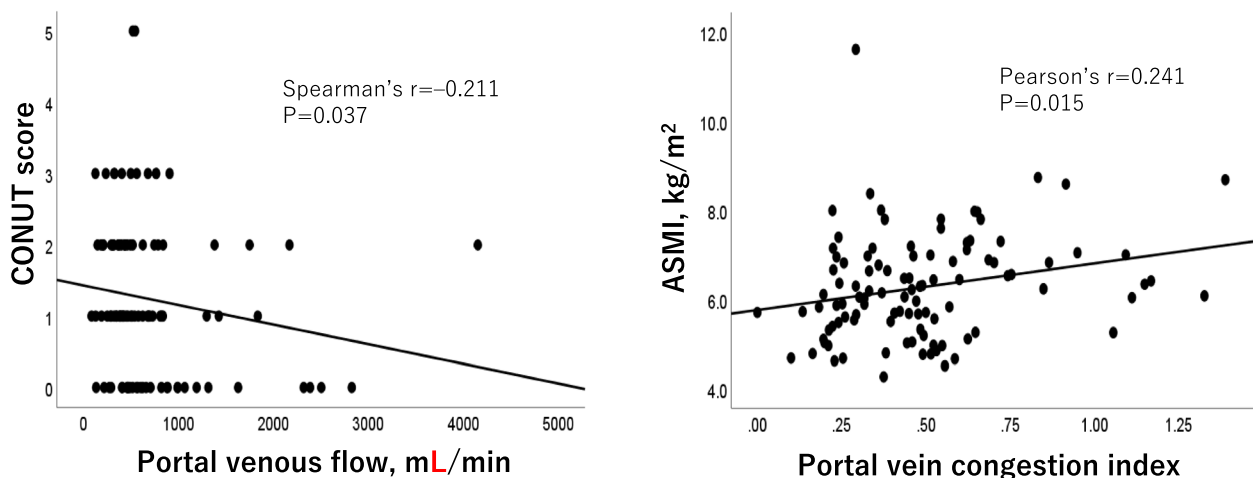 CONUT score
5
4
3
2
1
0
Spearman's r=−0.211
P=0.037
0 1000 2000 3000 4000 5000
Portal venous flow, mL/min
ASMI, kg/m²
12.0
10.0
8.0
6.0
4.0
Pearson's r=0.241
P=0.015
.00 .25 .50 .75 1.00 1.25
Portal vein congestion index